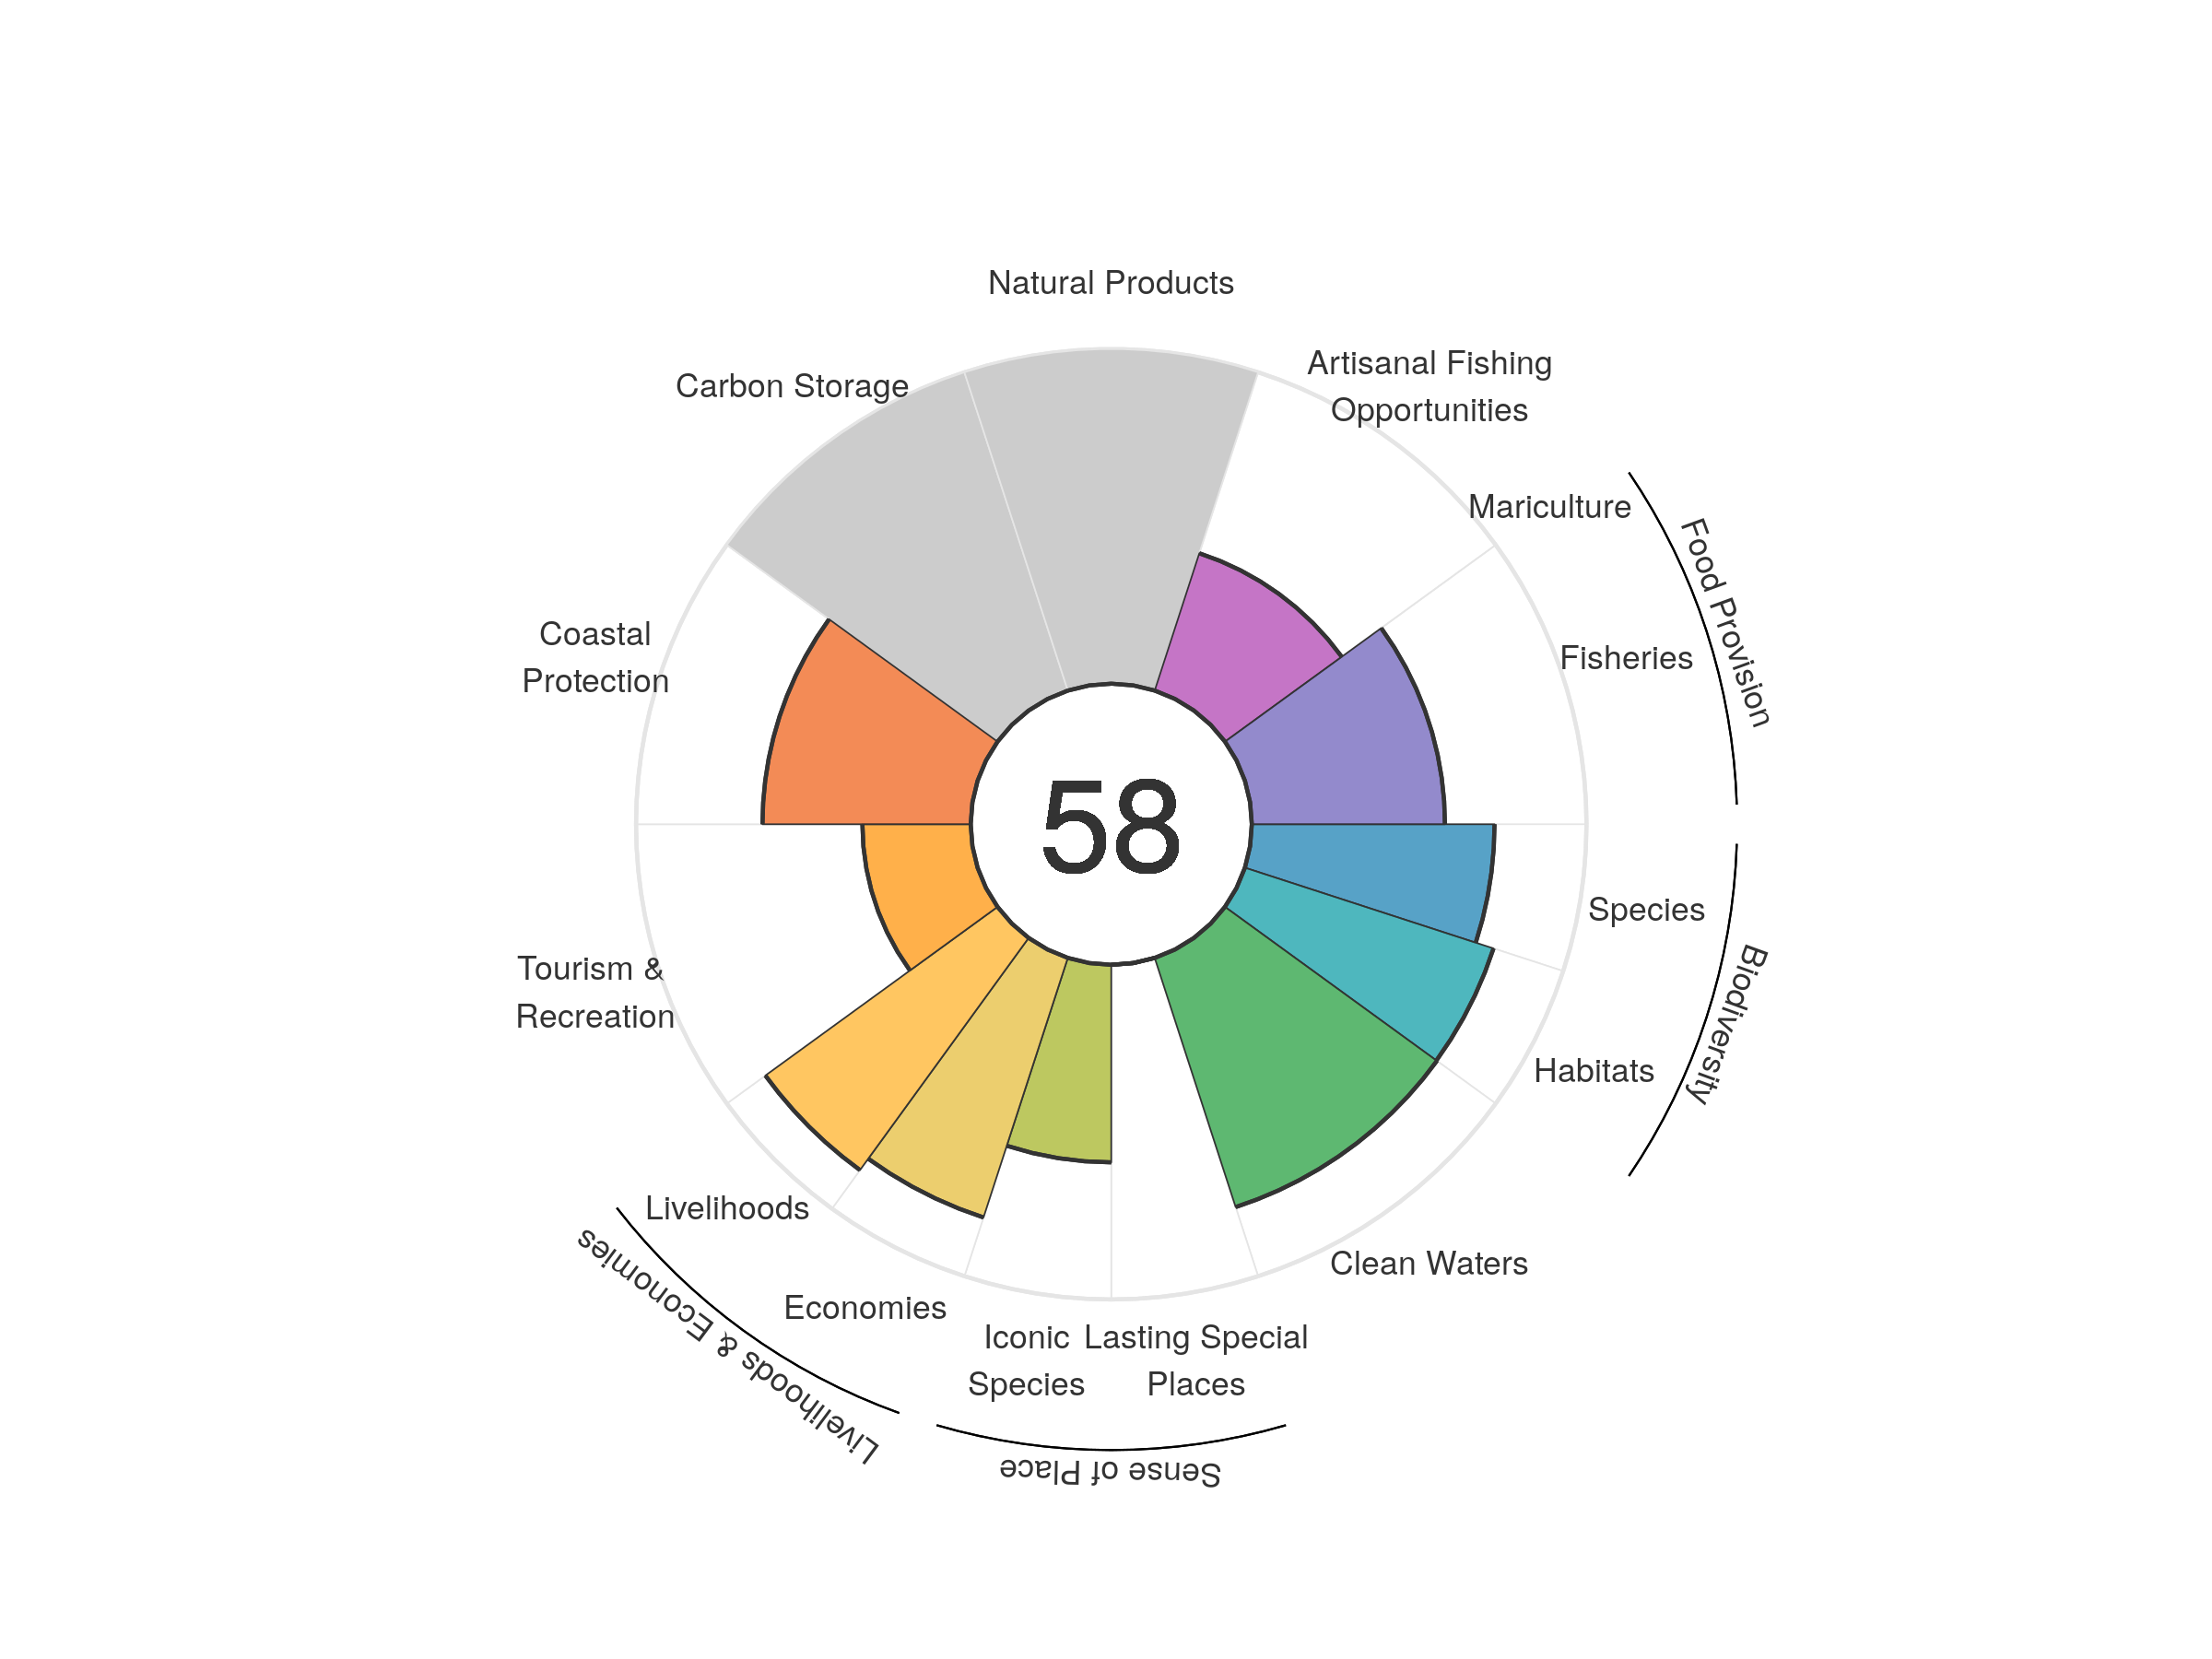 Natural Products
Artisanal Fishing
Opportunities
Carbon Storage
Mariculture
Food Provision
Fisheries
Coastal
Protection
58
Species
Biodiversity
Tourism &
Recreation
Habitats
Livelihoods
Clean Waters
Livelihoods & Economies
Economies
Iconic
Species
Lasting Special
Places
Sense of Place